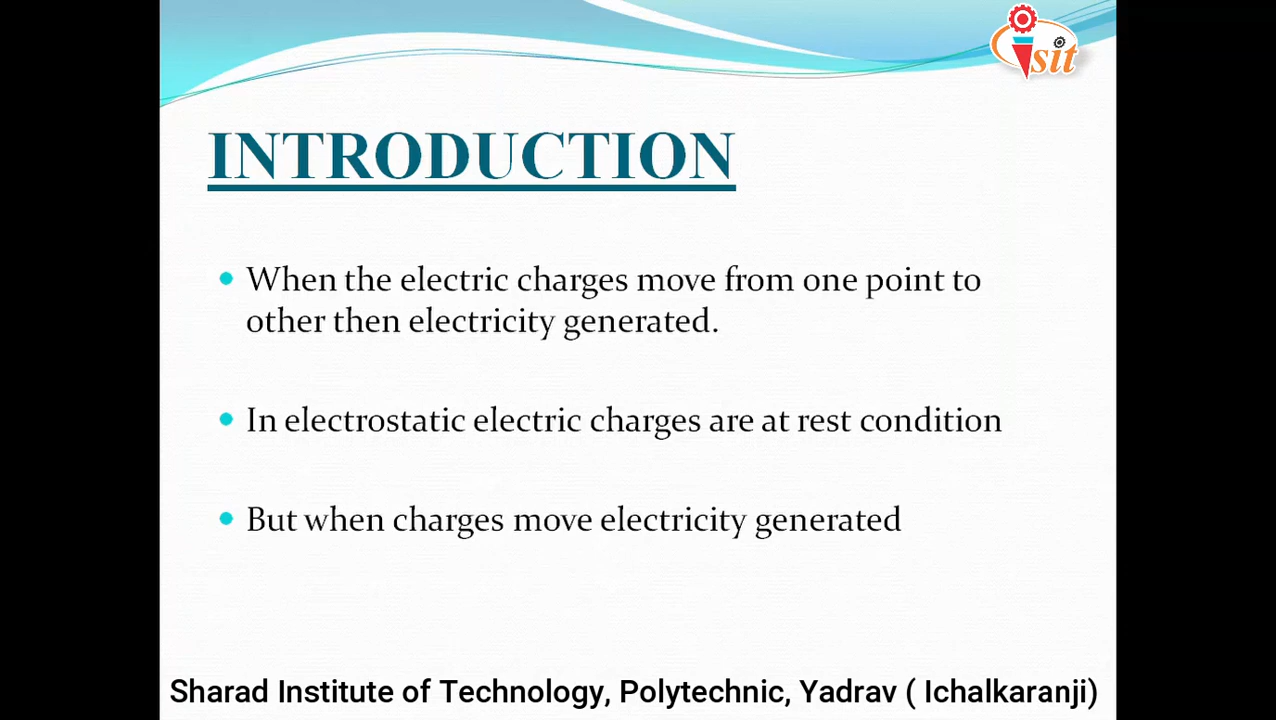 sit
INTRODUCTION
• When the electric charges move from one point to
other then electricity generated.
• In electrostatic electric charges are at rest condition
• But when charges move electricity generated
Sharad Institute of Technology, Polytechnic, Yadrav ( Ichalkaranji)